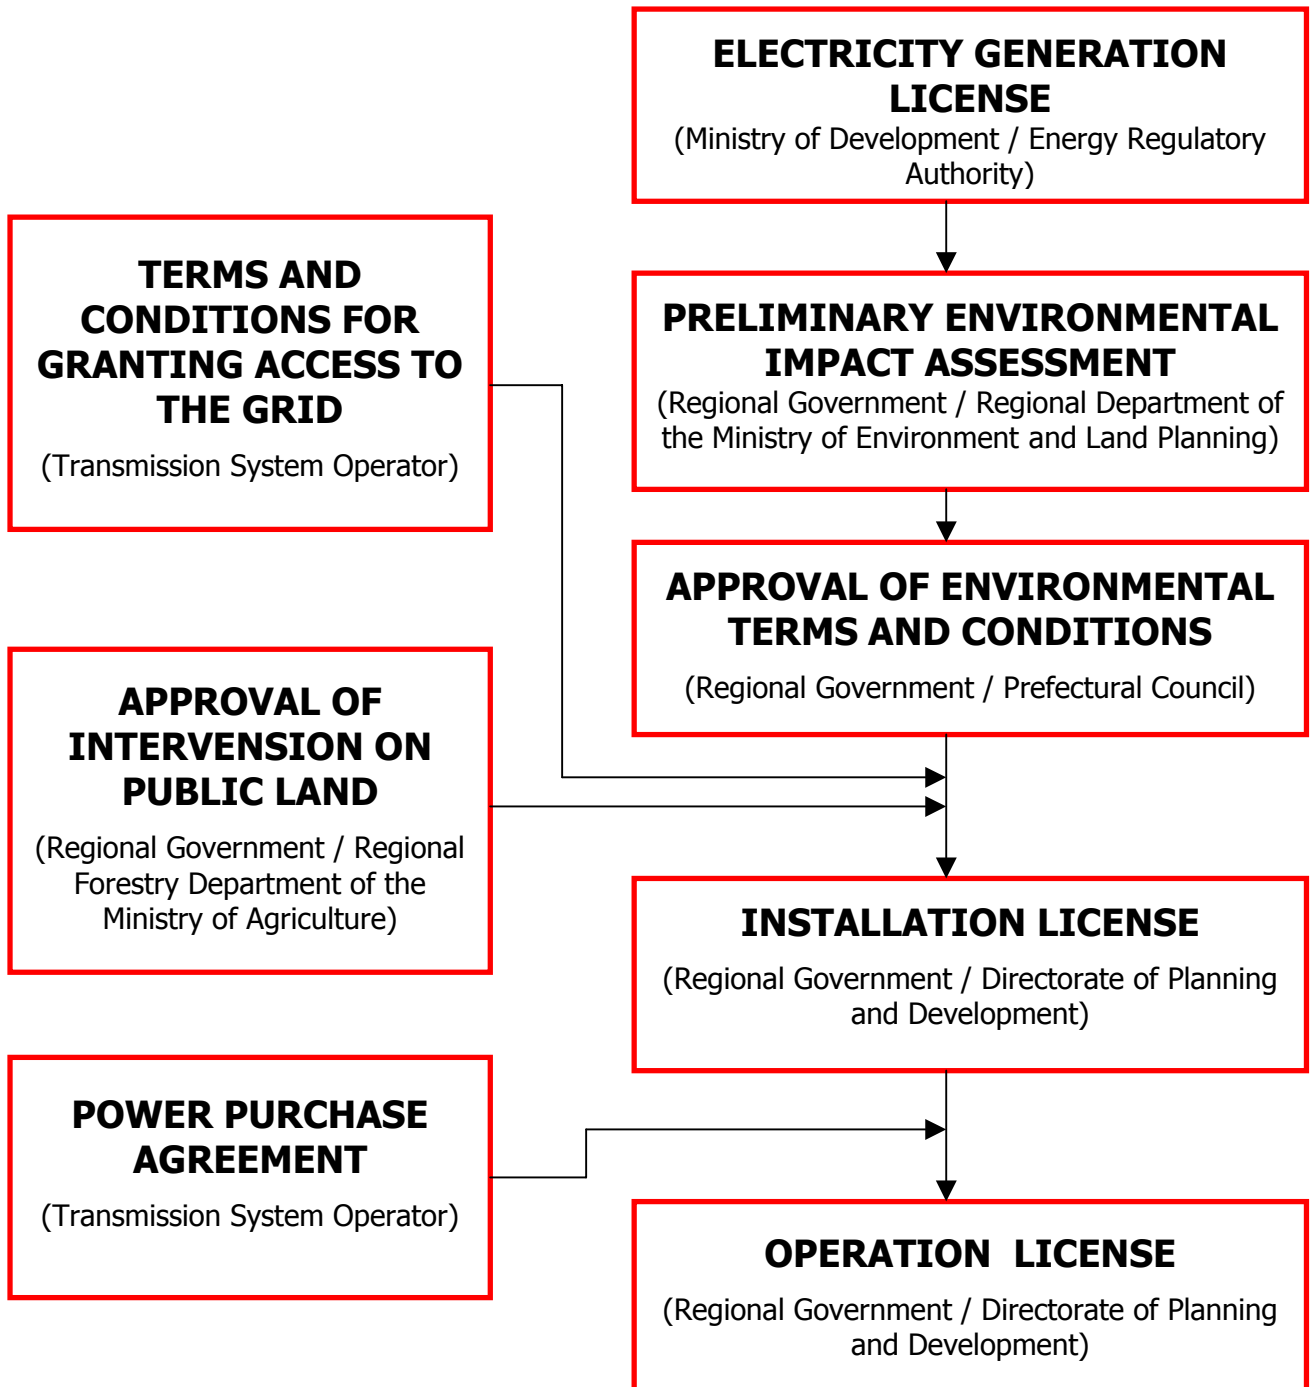 ELECTRICITY GENERATION
LICENSE
(Ministry of Development / Energy Regulatory
Authority)
TERMS AND
CONDITIONS FOR
GRANTING ACCESS TO
THE GRID
(Transmission System Operator)
PRELIMINARY ENVIRONMENTAL
IMPACT ASSESSMENT
(Regional Government / Regional Department of
the Ministry of Environment and Land Planning)
APPROVAL OF ENVIRONMENTAL
TERMS AND CONDITIONS
(Regional Government / Prefectural Council)
APPROVAL OF
INTERVENSION ON
PUBLIC LAND
(Regional Government / Regional
Forestry Department of the
Ministry of Agriculture)
INSTALLATION LICENSE
(Regional Government / Directorate of Planning
and Development)
POWER PURCHASE
AGREEMENT
(Transmission System Operator)
OPERATION  LICENSE
(Regional Government / Directorate of Planning
and Development)